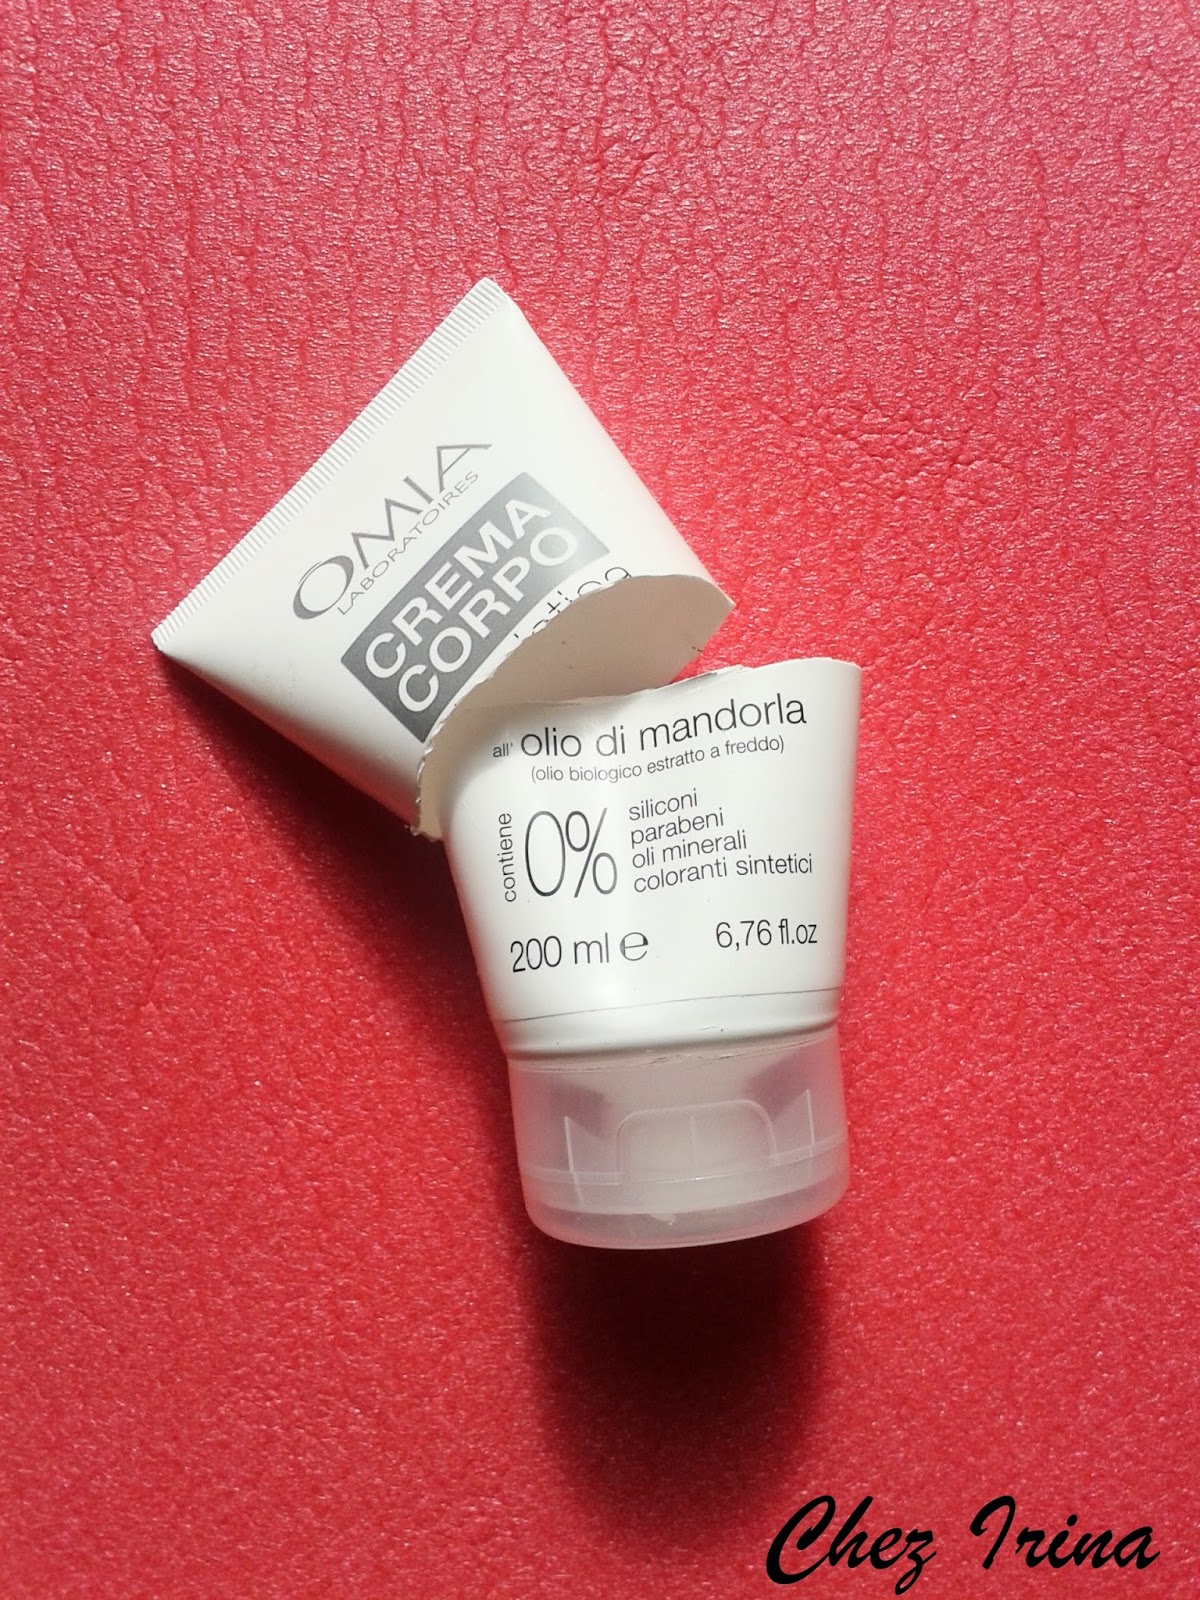 OMIA
LABORATOIRES
CREMA
CORPO
all' olio di mandorla
(olio biologico estratto a freddo)
contiene
0%
siliconi
parabeni
oli minerali
coloranti sintetici
200 ml ℮
6,76 fl.oz
Chez Irina